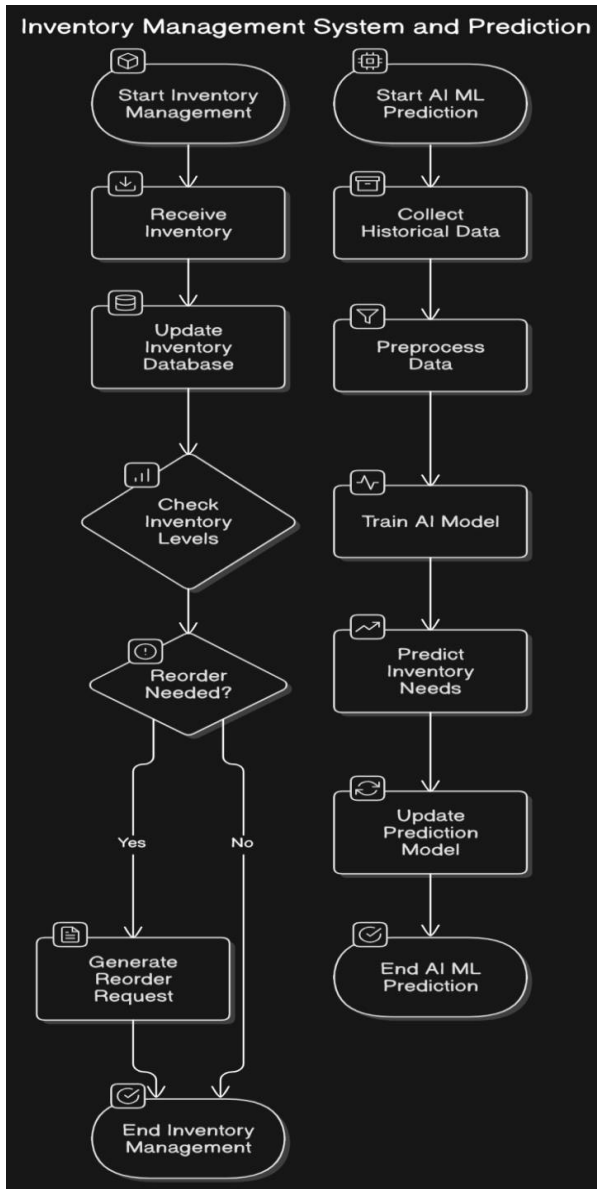 Inventory Management System and Prediction
Start Inventory
Management
Receive
Inventory
Update
Inventory
Database
Check
Inventory
Levels
Reorder
Needed?
Yes
No
Generate
Reorder
Request
End Inventory
Management
Start AI ML
Prediction
Collect
Historical Data
Preprocess
Data
Train AI Model
Predict
Inventory
Needs
Update
Prediction
Model
End AI ML
Prediction